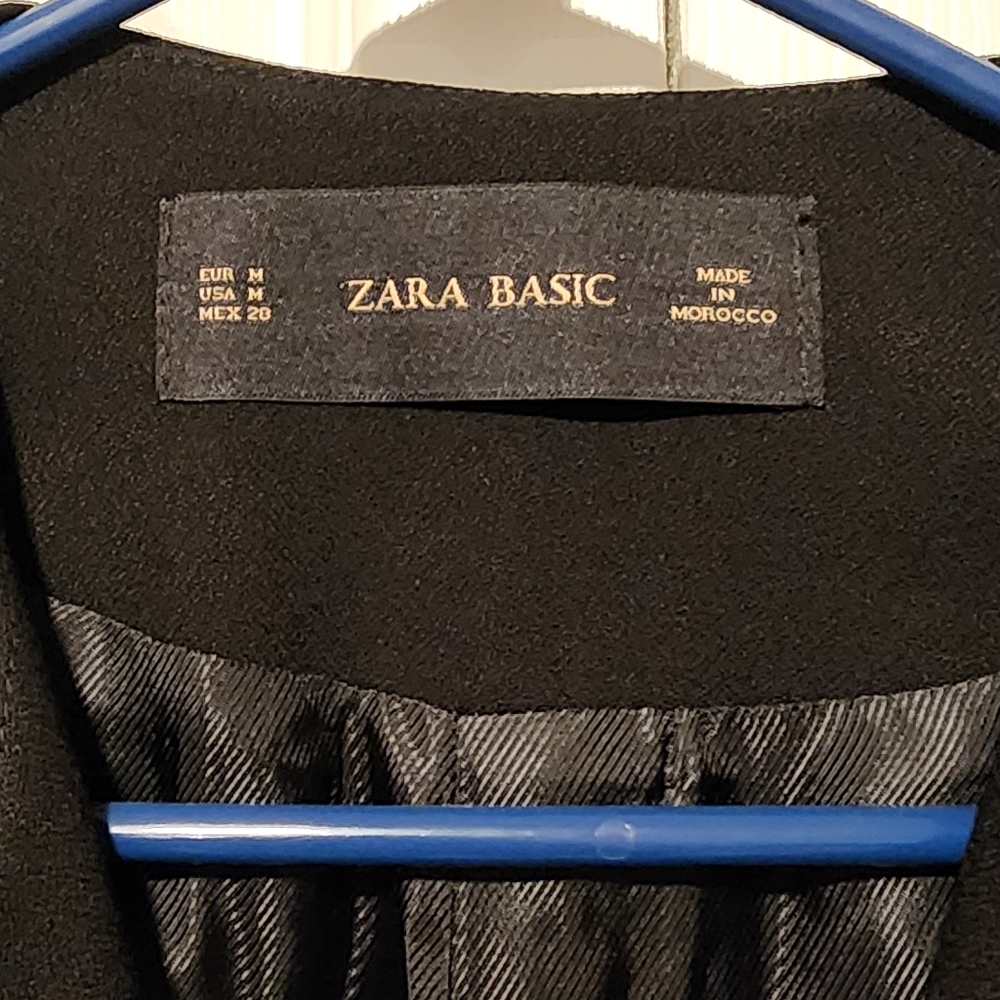 EUR M
USA M
MEX 28
ZARA BASIC
MADE
IN
MOROCCO